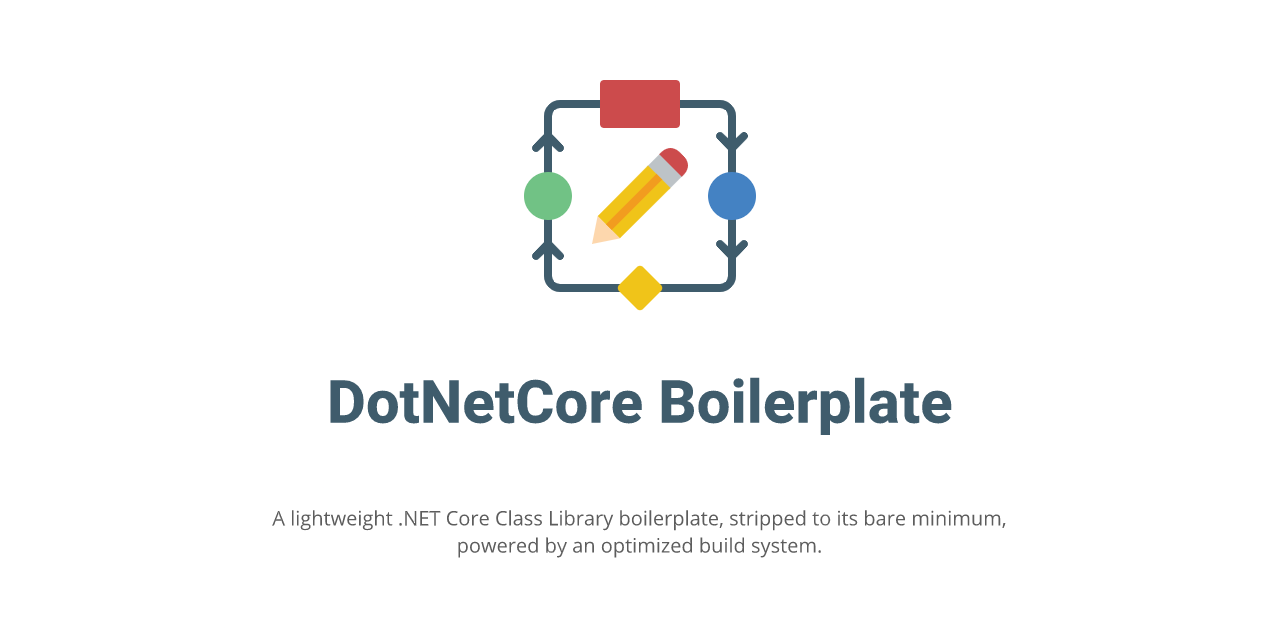 DotNetCore Boilerplate
A lightweight .NET Core Class Library boilerplate, stripped to its bare minimum,
powered by an optimized build system.